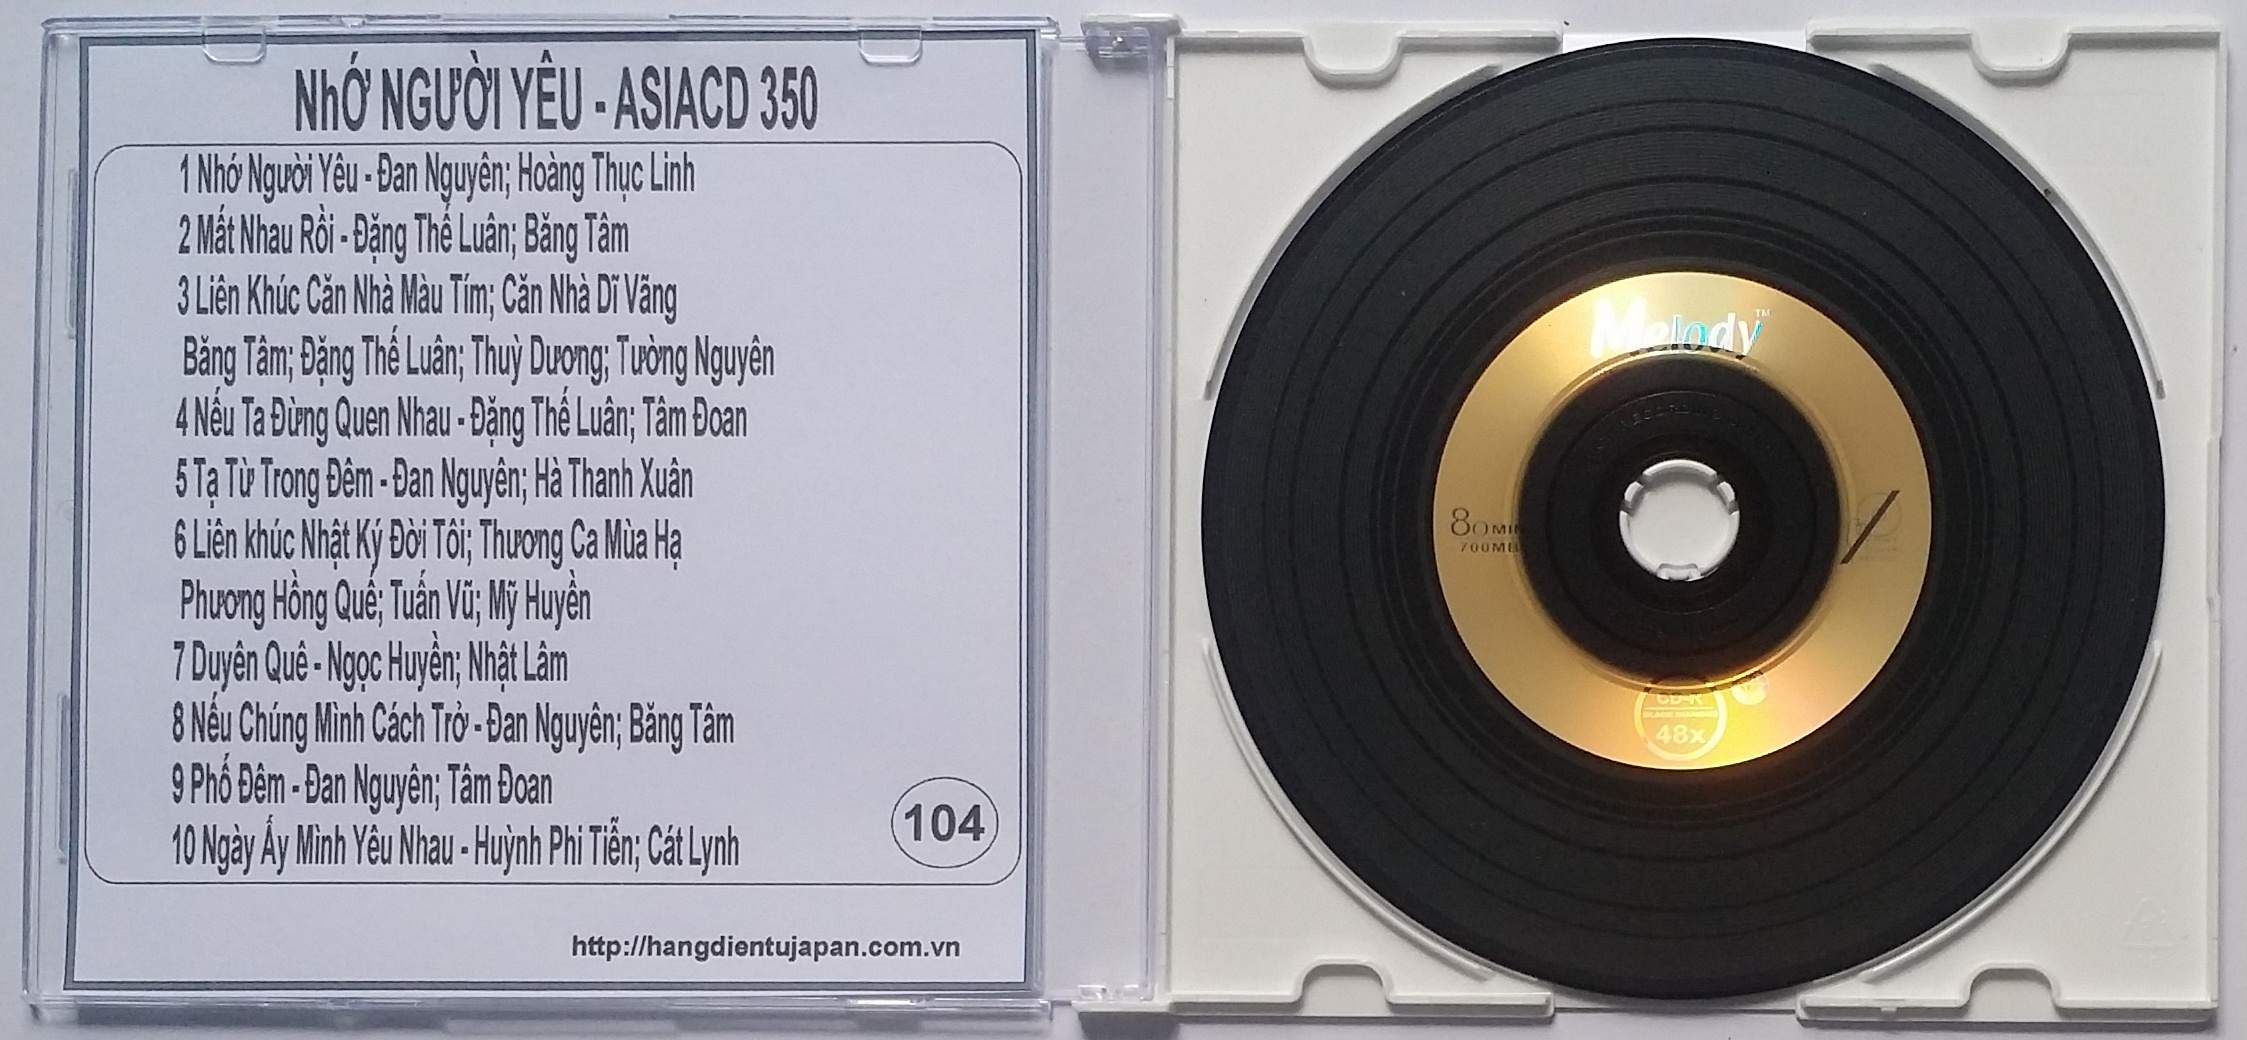 NhỚ NGƯỜI YÊU - ASIACD 350
1 Nhớ Người Yêu - Đan Nguyên; Hoàng Thục Linh
2 Mất Nhau Rồi - Đặng Thế Luân; Băng Tâm
3 Liên Khúc Căn Nhà Màu Tím; Căn Nhà Dĩ Vãng
Băng Tâm; Đặng Thế Luân; Thuỳ Dương; Tường Nguyên
4 Nếu Ta Đừng Quen Nhau - Đặng Thế Luân; Tâm Đoan
5 Tạ Từ Trong Đêm - Đan Nguyên; Hà Thanh Xuân
6 Liên khúc Nhật Ký Đời Tôi; Thương Ca Mùa Hạ
Phương Hồng Quế; Tuấn Vũ; Mỹ Huyền
7 Duyên Quê - Ngọc Huyền; Nhật Lâm
8 Nếu Chúng Mình Cách Trở - Đan Nguyên; Băng Tâm
9 Phố Đêm - Đan Nguyên; Tâm Đoan
10 Ngày Ấy Mình Yêu Nhau - Huỳnh Phi Tiễn; Cát Lynh
104
http://hangdientujapan.com.vn
Melody™
80 MIN
700MB
CD-R
48x